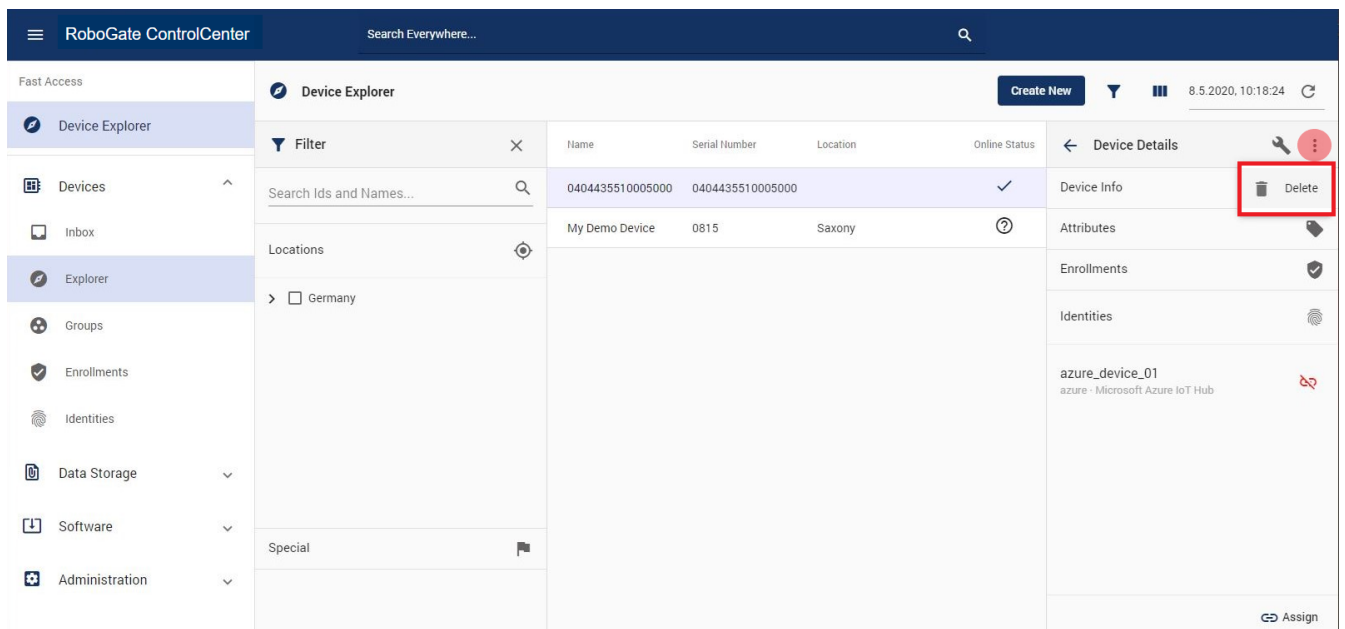 RoboGate ControlCenter
Search Everywhere...
Fast Access
Device Explorer
Devices
Inbox
Explorer
Groups
Enrollments
Identities
Data Storage
Software
Administration
Device Explorer
Create New
8.5.2020, 10:18:24
Filter
Search Ids and Names...
Locations
Germany
Special
Name Serial Number Location Online Status
0404435510005000 0404435510005000
My Demo Device 0815 Saxony
Device Details
Device Info
Delete
Attributes
Enrollments
Identities
azure_device_01
azure - Microsoft Azure IoT Hub
Assign